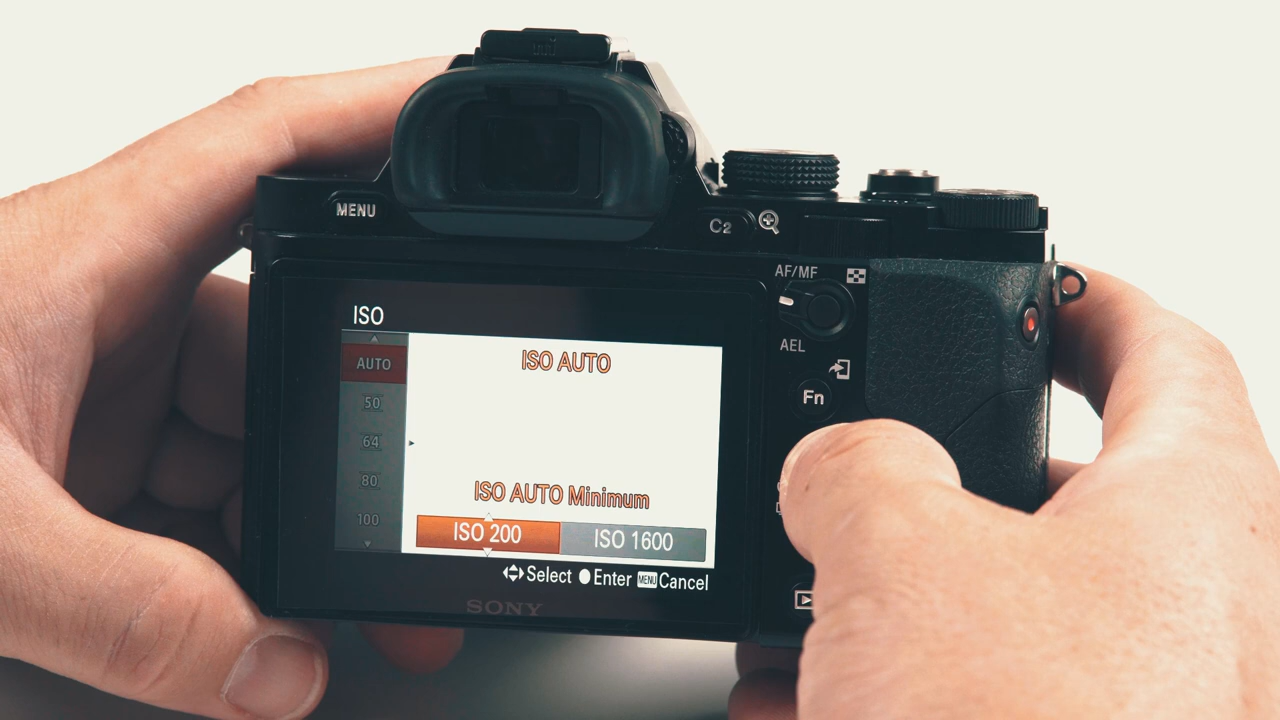 MENU
C2
AF/MF
AEL
Fn
ISO
AUTO
50
64
80
100
ISO AUTO
ISO AUTO Minimum
ISO 200 ISO 1600
Select Enter MENU Cancel
SONY